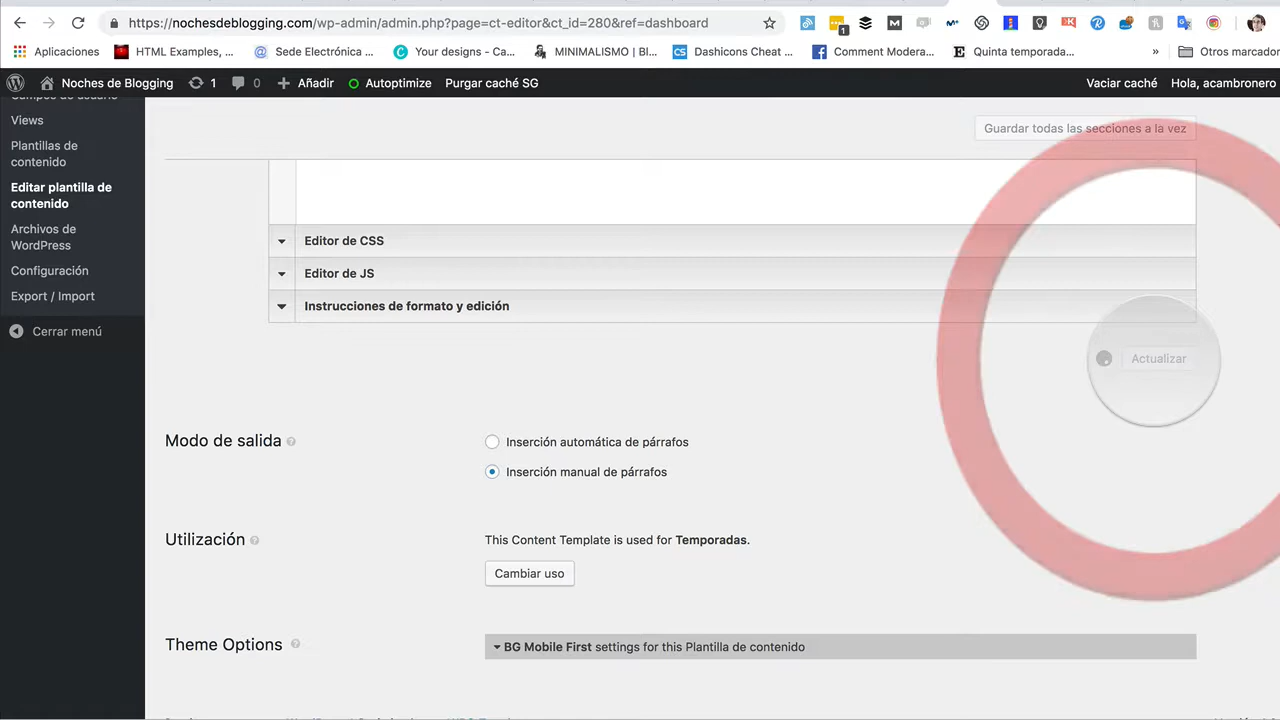 https://nochesdeblogging.com/wp-admin/admin.php?page=ct-editor&ct_id=280&ref=dashboard
1
Aplicaciones HTML Examples, ... Sede Electrónica ... Your designs - Ca... MINIMALISMO | Bl... Dashicons Cheat ... Comment Modera... Quinta temporada... » Otros marcador
Noches de Blogging 1 0 Añadir Autoptimize Purgar caché SG Vaciar caché Hola, acambronero
Campos de usuario
Views
Plantillas de
contenido
Editar plantilla de
contenido
Archivos de
WordPress
Configuración
Export / Import
Cerrar menú
Guardar todas las secciones a la vez
Editor de CSS
Editor de JS
Instrucciones de formato y edición
Actualizar
Modo de salida
Inserción automática de párrafos
Inserción manual de párrafos
Utilización
This Content Template is used for Temporadas.
Cambiar uso
Theme Options
BG Mobile First settings for this Plantilla de contenido